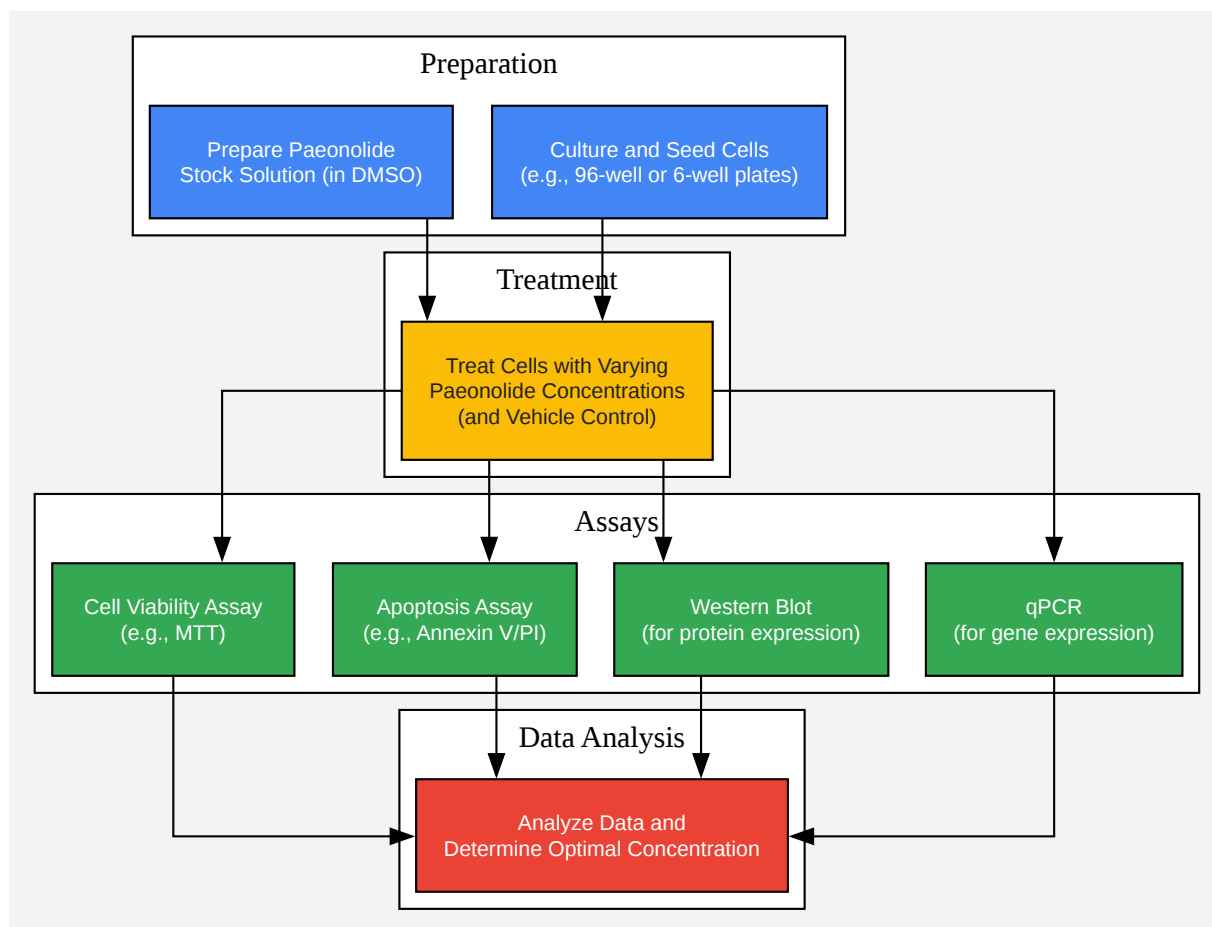 Preparation
Prepare Paeonolide
Stock Solution (in DMSO)
Culture and Seed Cells
(e.g., 96-well or 6-well plates)
Treatment
Treat Cells with Varying
Paeonolide Concentrations
(and Vehicle Control)
Assays
Cell Viability Assay
(e.g., MTT)
Apoptosis Assay
(e.g., Annexin V/PI)
Western Blot
(for protein expression)
qPCR
(for gene expression)
Data Analysis
Analyze Data and
Determine Optimal Concentration